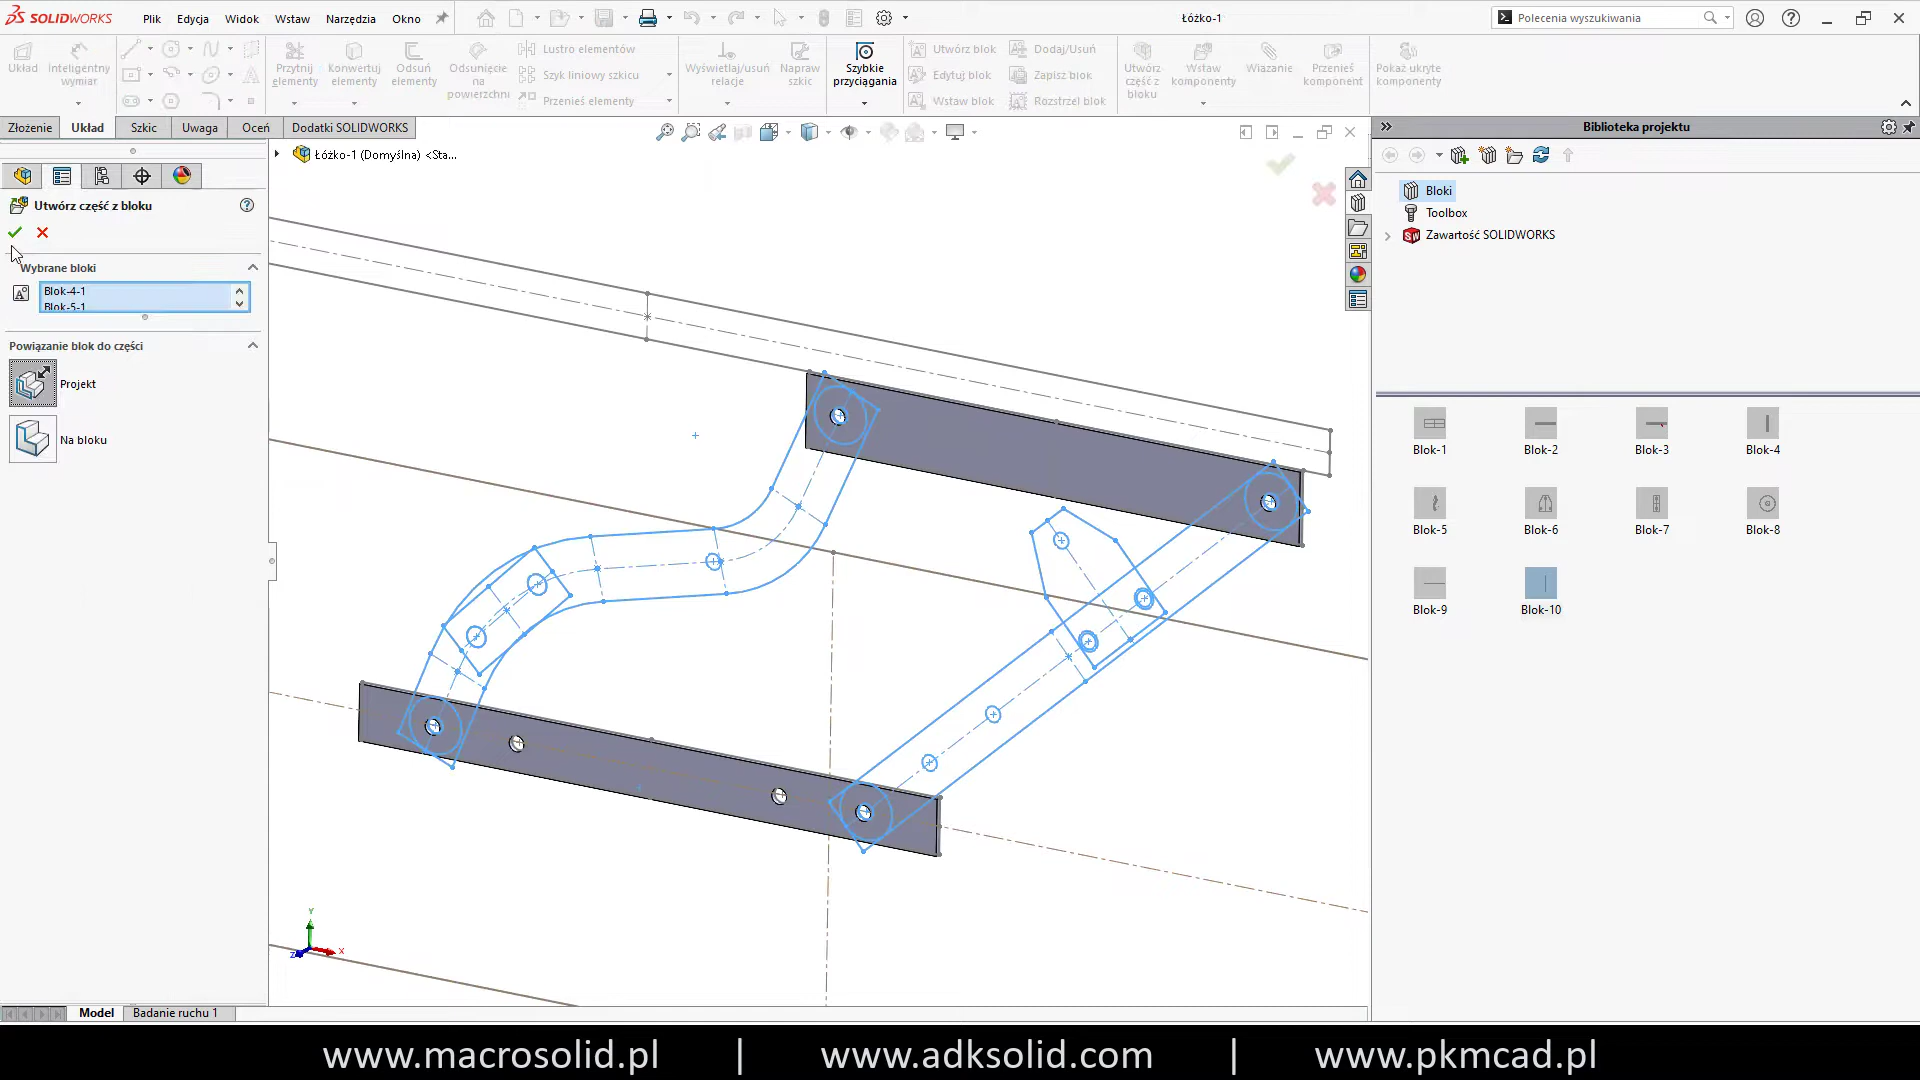 SOLIDWORKS Plik Edycja Widok Wstaw Narzędzia Okno Łóżko-1 Polecenia wyszukiwania
Układ
Inteligentny wymiar
Przytnij elementy
Konwertuj elementy
Odsuń elementy
Odsunięcie na powierzchni
Lustro elementów
Szyk liniowy szkicu
Przenieś elementy
Wyświetlaj/usuń relacje
Napraw szkic
Szybkie przyciągania
Utwórz blok
Edytuj blok
Wstaw blok
Dodaj/Usuń
Zapisz blok
Rozstrzel blok
Utwórz część z bloku
Wstaw komponenty
Wiązanie
Przenieś komponent
Pokaż ukryte komponenty
Złożenie Układ Szkic Uwaga Oceń Dodatki SOLIDWORKS
Łóżko-1 (Domyślna) <Sta...
Utwórz część z bloku
Wybrane bloki
Blok-4-1
Blok-5-1
Powiązanie blok do części
Projekt
Na bloku
Y
X
Z
Biblioteka projektu
Bloki
Toolbox
Zawartość SOLIDWORKS
Blok-1 Blok-2 Blok-3 Blok-4
Blok-5 Blok-6 Blok-7 Blok-8
Blok-9 Blok-10
Model Badanie ruchu 1
www.macrosolid.pl | www.adksolid.com | www.pkmcad.pl